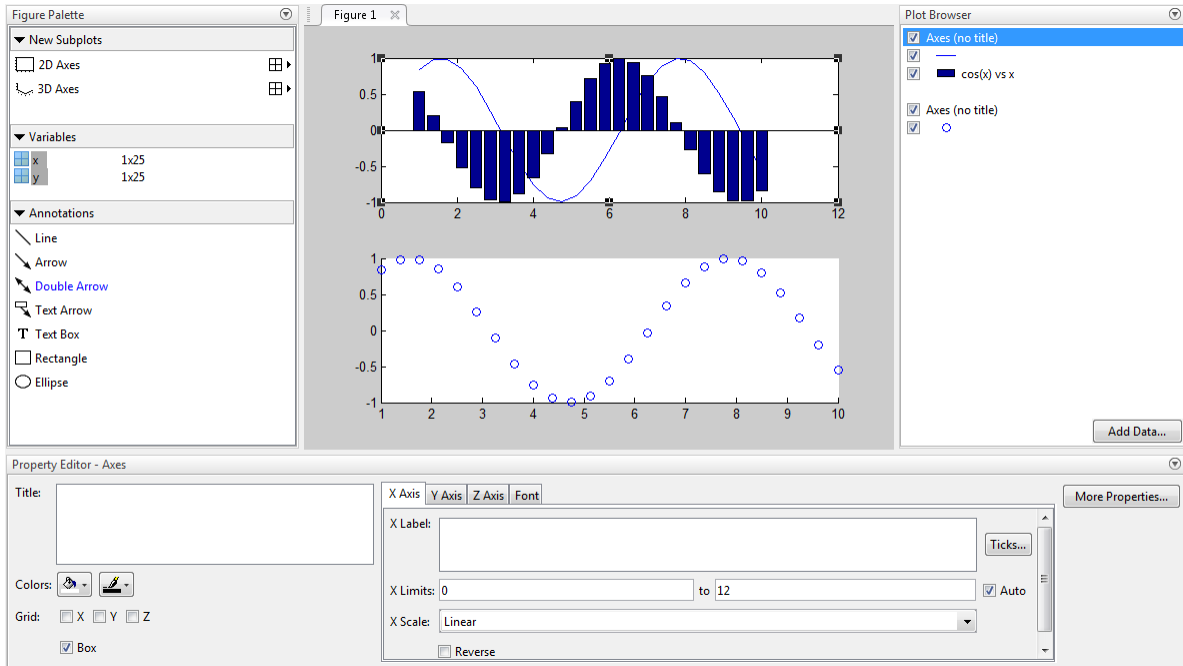 Figure Palette
New Subplots
2D Axes
3D Axes
Variables
x 1x25
y 1x25
Annotations
Line
Arrow
Double Arrow
Text Arrow
T Text Box
Rectangle
Ellipse
Figure 1
1
0.5
0
-0.5
-1
0 2 4 6 8 10 12
1
0.5
0
-0.5
-1
1 2 3 4 5 6 7 8 9 10
Plot Browser
Axes (no title)
cos(x) vs x
Axes (no title)
Add Data...
Property Editor - Axes
Title:
Colors:
Grid: X Y Z
Box
X Axis Y Axis Z Axis Font
X Label:
Ticks...
X Limits: 0 to 12 Auto
X Scale: Linear
Reverse
More Properties...